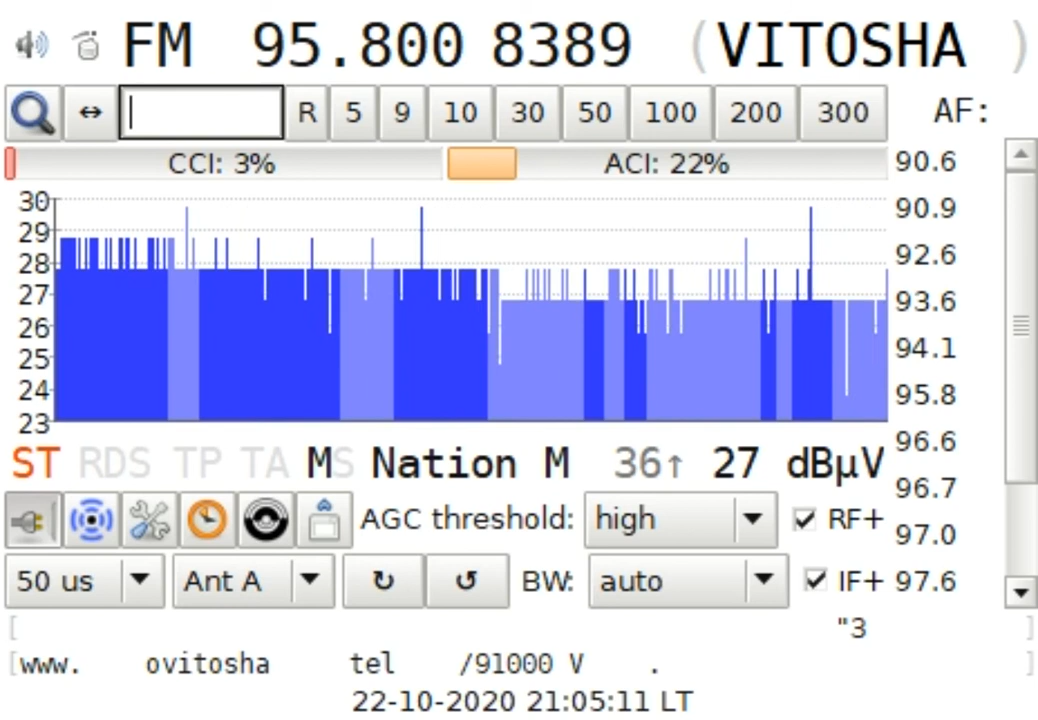 FM 95.800 8389 (VITOSHA )
R 5 9 10 30 50 100 200 300 AF:
CCI: 3% ACI: 22%
30
29
28
27
26
25
24
23
90.6
90.9
92.6
93.6
94.1
95.8
96.6
96.7
97.0
97.6
ST RDS TP TA MS Nation M 36↑ 27 dBµV
AGC threshold: high RF+
50 us Ant A ↻ ↺ BW: auto IF+
[ "3 ]
[www. ovitosha tel /91000 V . ]
22-10-2020 21:05:11 LT